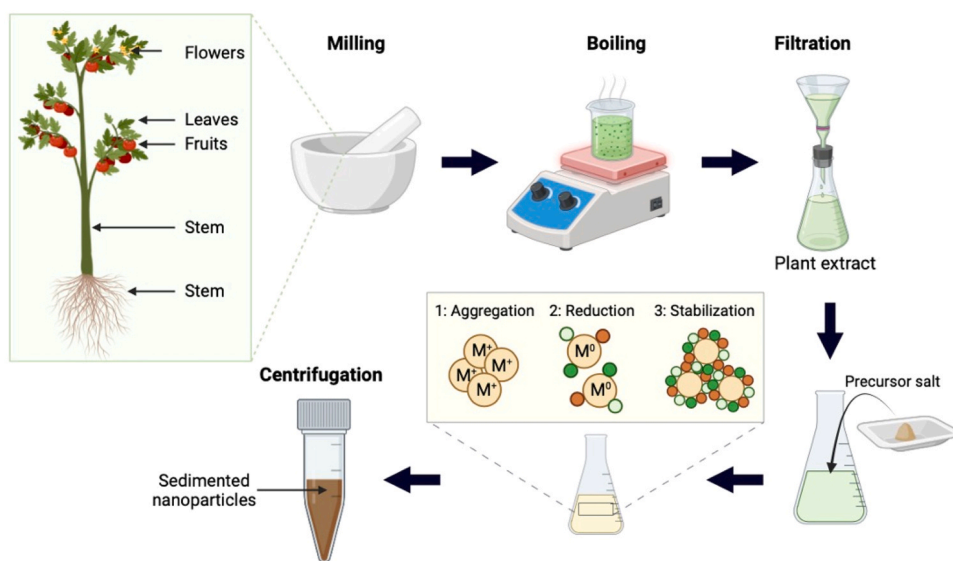 Flowers
Leaves
Fruits
Stem
Stem
Milling
Boiling
Filtration
Plant extract
Precursor salt
1: Aggregation
M⁺
M⁺
M⁺
M⁺
2: Reduction
M⁰
M⁰
3: Stabilization
Centrifugation
Sedimented
nanoparticles